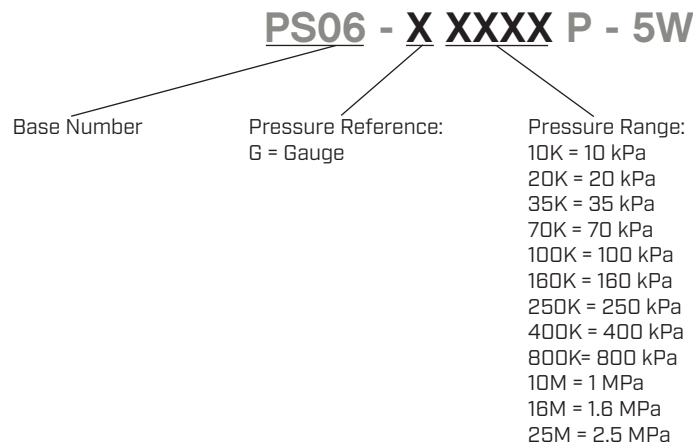 PS06 - X XXXX P - 5W
Base Number
Pressure Reference:
G = Gauge
Pressure Range:
10K = 10 kPa
20K = 20 kPa
35K = 35 kPa
70K = 70 kPa
100K = 100 kPa
160K = 160 kPa
250K = 250 kPa
400K = 400 kPa
800K= 800 kPa
10M = 1 MPa
16M = 1.6 MPa
25M = 2.5 MPa